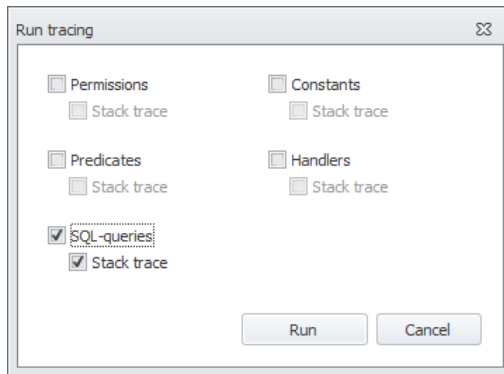 Run tracing
Permissions
Stack trace
Constants
Stack trace
Predicates
Stack trace
Handlers
Stack trace
SQL-queries
Stack trace
Run
Cancel